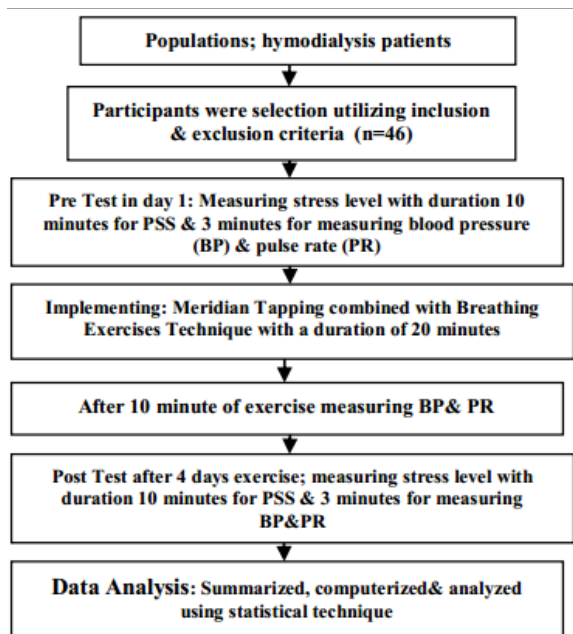 Populations; hymodialysis patients
Participants were selection utilizing inclusion
& exclusion criteria (n=46)
Pre Test in day 1: Measuring stress level with duration 10
minutes for PSS & 3 minutes for measuring blood pressure
(BP) & pulse rate (PR)
Implementing: Meridian Tapping combined with Breathing
Exercises Technique with a duration of 20 minutes
After 10 minute of exercise measuring BP& PR
Post Test after 4 days exercise; measuring stress level with
duration 10 minutes for PSS & 3 minutes for measuring
BP&PR
Data Analysis: Summarized, computerized& analyzed
using statistical technique